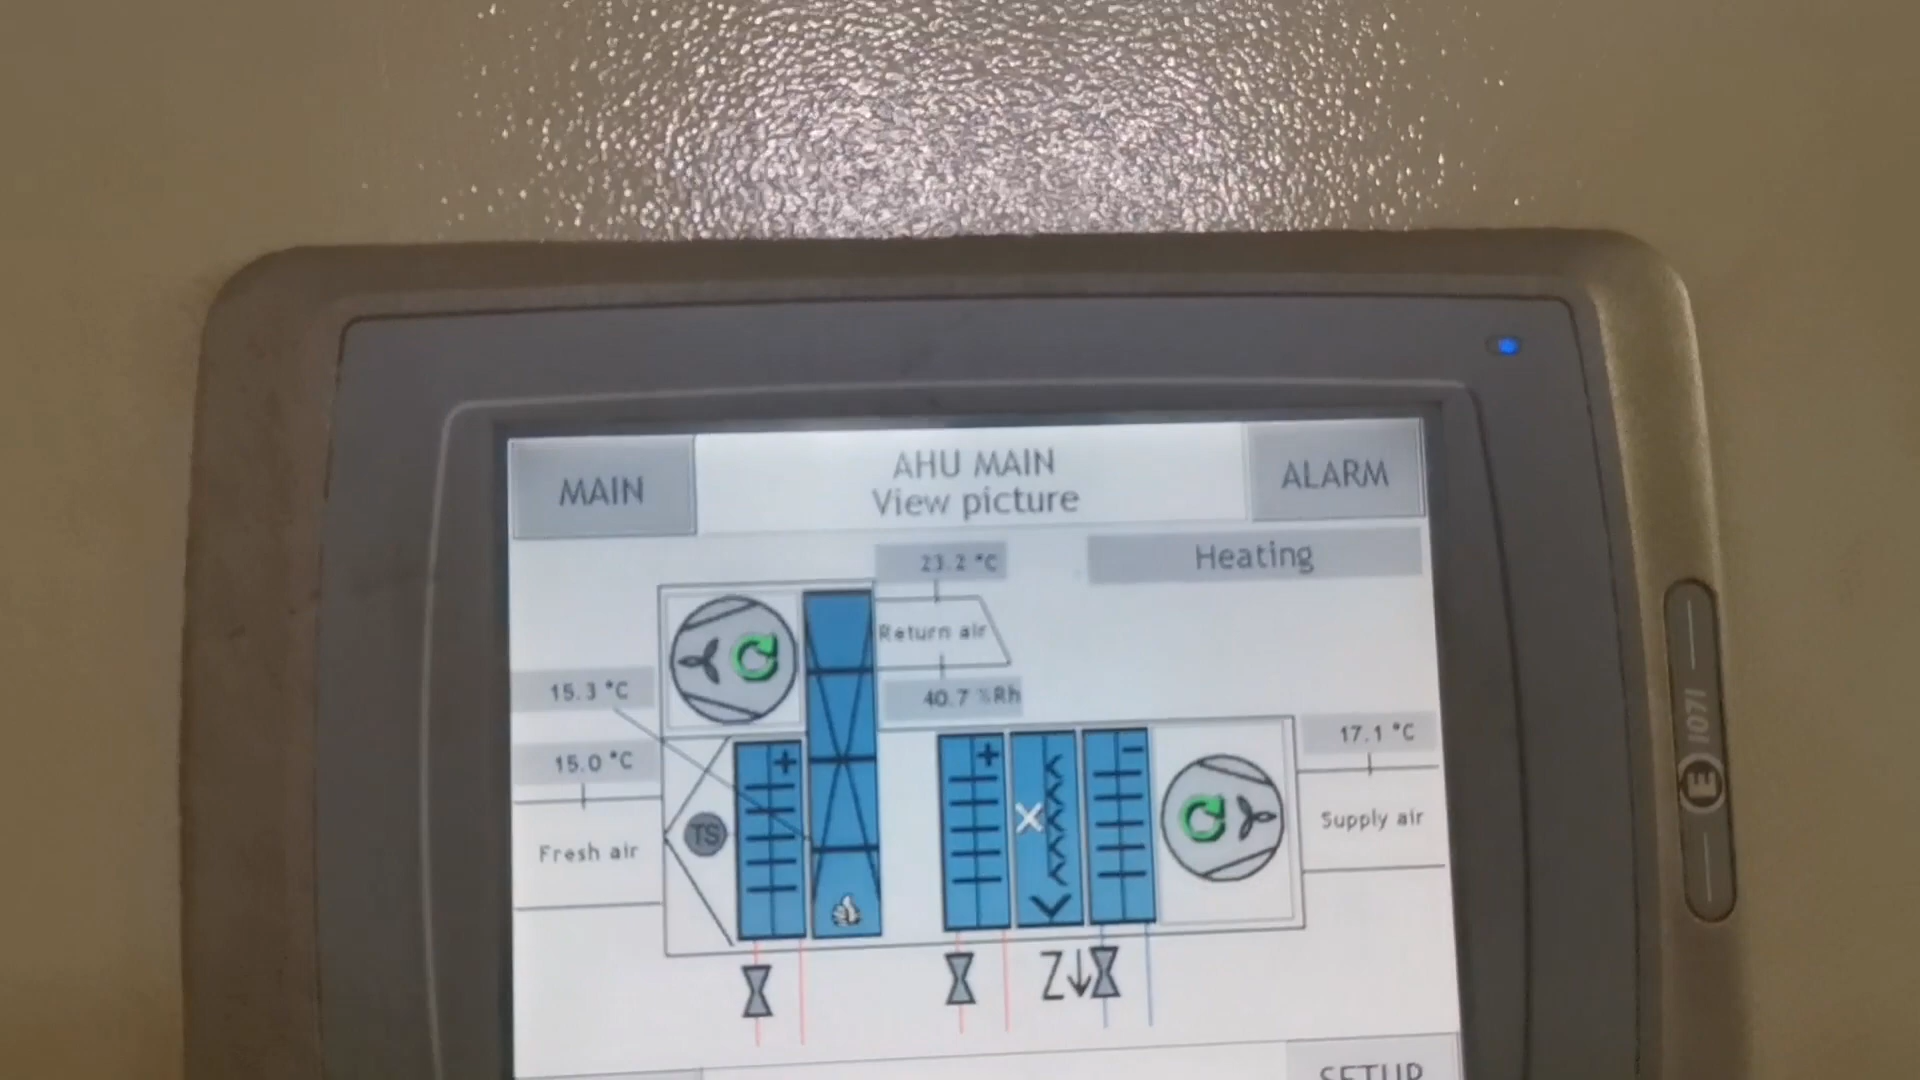 MAIN
AHU MAIN
View picture
ALARM
Heating
23.2 °C
Return air
40.7 %Rh
15.3 °C
15.0 °C
TS
Fresh air
17.1 °C
Supply air
Z
SETUP
E 1071